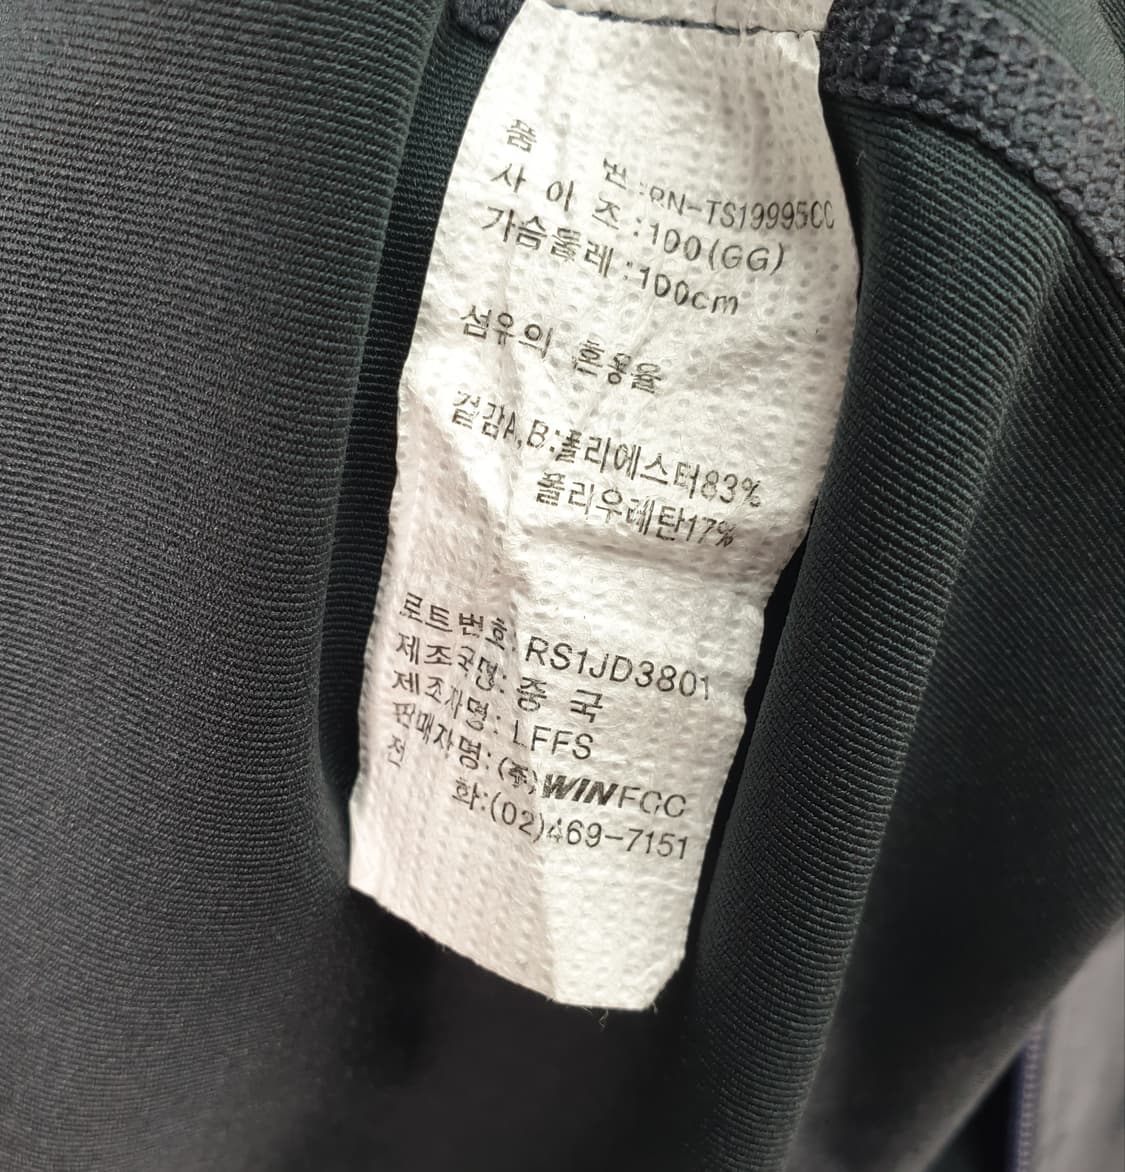 품 번:RN-TS19995CC
사 이 즈:100(GG)
가슴둘레:100cm
섬유의 혼용율
겉감A,B:폴리에스터83%
폴리우레탄17%
로트번호: RS1JD3801
제조국명: 중 국
제조자명: LFFS
판매자명: (주)WINFCC
전 화:(02)469-7151